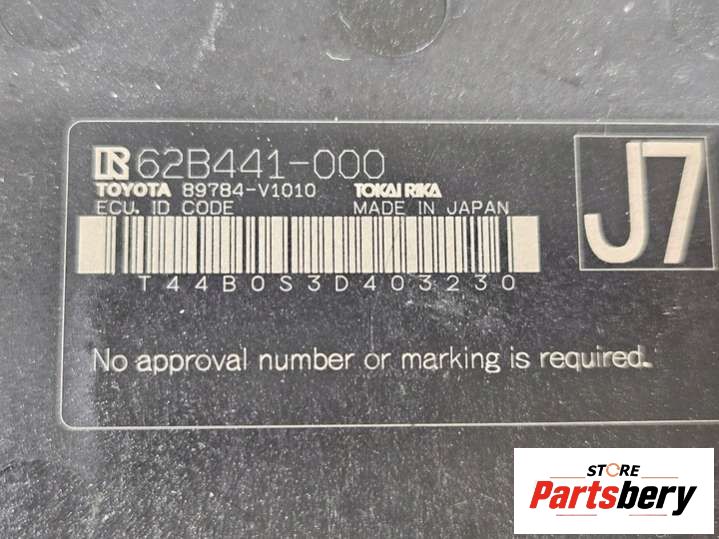 R 62B441-000
TOYOTA 89784-V1010 TOKAI RIKA
ECU. ID CODE MADE IN JAPAN
T44B0S3D403230
J7
No approval number or marking is required.
STORE
Partsbery